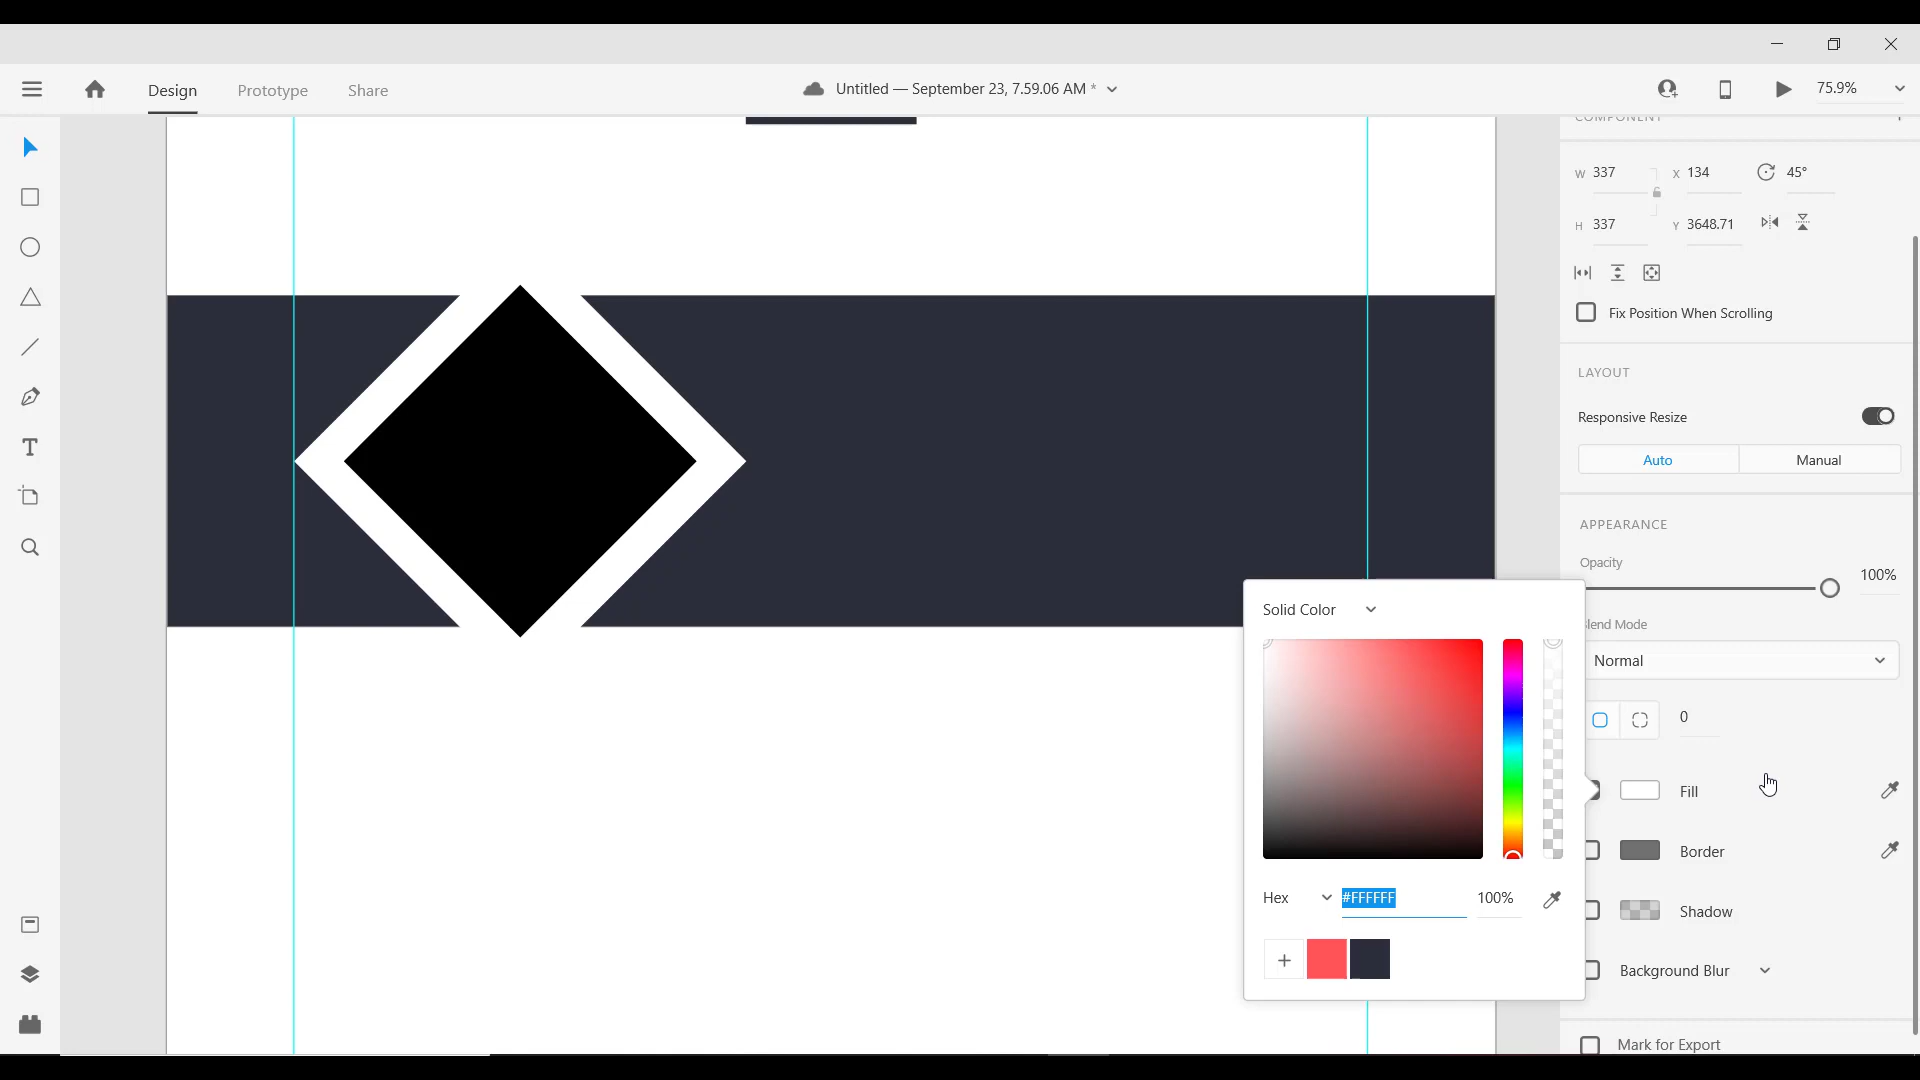 Design
Prototype
Share
Untitled — September 23, 7.59.06 AM *
75.9%
COMPONENT
W 337
X 134
45°
H 337
Y 3648.71
Fix Position When Scrolling
LAYOUT
Responsive Resize
Auto
Manual
APPEARANCE
Opacity
100%
Blend Mode
Normal
0
Fill
Border
Shadow
Background Blur
Mark for Export
Solid Color
Hex
#FFFFFF
100%